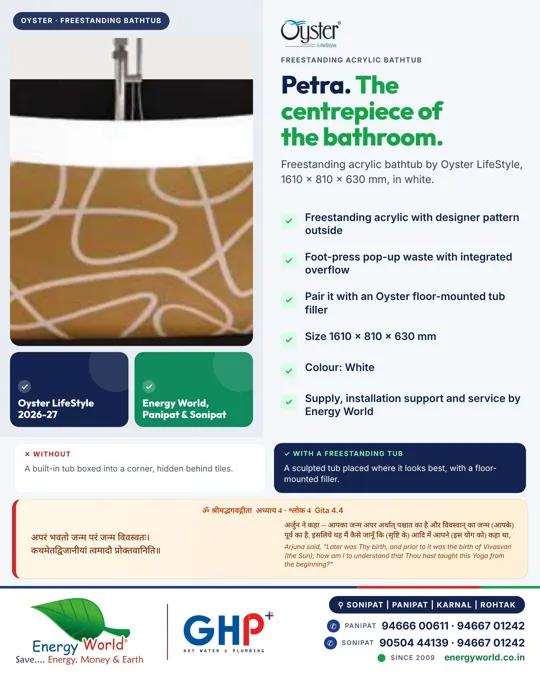 OYSTER · FREESTANDING BATHTUB
Oyster®
LifeStyle
FREESTANDING ACRYLIC BATHTUB
Petra. The
centrepiece of
the bathroom.
Freestanding acrylic bathtub by Oyster LifeStyle,
1610 × 810 × 630 mm, in white.
Freestanding acrylic with designer pattern
outside
Foot-press pop-up waste with integrated
overflow
Pair it with an Oyster floor-mounted tub
filler
Size 1610 × 810 × 630 mm
Colour: White
Supply, installation support and service by
Energy World
Oyster LifeStyle
2026-27
Energy World,
Panipat & Sonipat
× WITHOUT
A built-in tub boxed into a corner, hidden behind tiles.
✓ WITH A FREESTANDING TUB
A sculpted tub placed where it looks best, with a floor-
mounted filler.
ॐ श्रीमद्भगवद्गीता अध्याय 4 · श्लोक 4 Gita 4.4
अपरं भवतो जन्म परं जन्म विवस्वतः।
कथमेतद्विजानीयां त्वमादौ प्रोक्तवानिति॥
अर्जुन ने कहा -- आपका जन्म अपर अर्थात् पश्चात का है और विवस्वान् का जन्म (आपके)
पूर्व का है, इसलिये यह मैं कैसे जानूँ कि (सृष्टि के) आदि में आपने (इस योग को) कहा था,
Arjuna said, "Later was Thy birth, and prior to it was the birth of Vivasvan
(the Sun); how am I to understand that Thou hast taught this Yoga from
the beginning?"
Energy World®
Save.... Energy, Money & Earth
GHP+
HOT WATER & PLUMBING
SONIPAT | PANIPAT | KARNAL | ROHTAK
PANIPAT 94666 00611 · 94667 01242
SONIPAT 90504 44139 · 94667 01242
SINCE 2009 energyworld.co.in